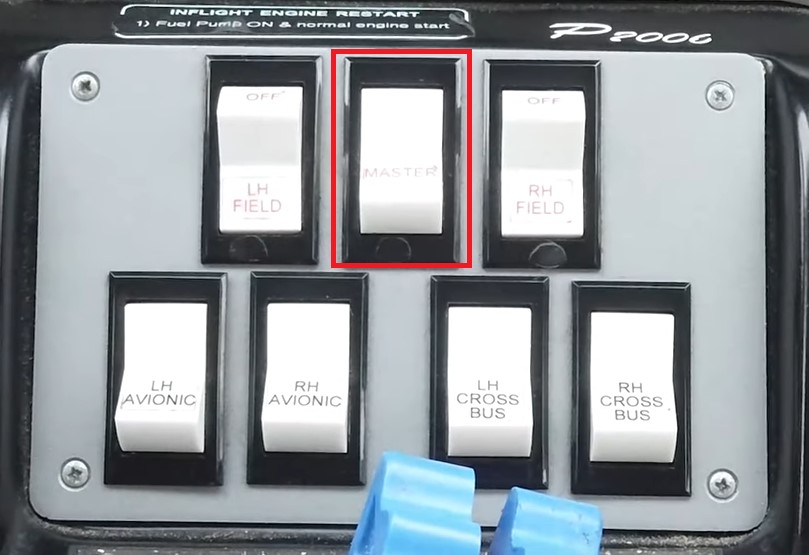 INFLIGHT ENGINE RESTART
1) Fuel Pump ON & normal engine start
P2006
OFF
LH
FIELD
MASTER
OFF
RH
FIELD
LH
AVIONIC
RH
AVIONIC
LH
CROSS
BUS
RH
CROSS
BUS